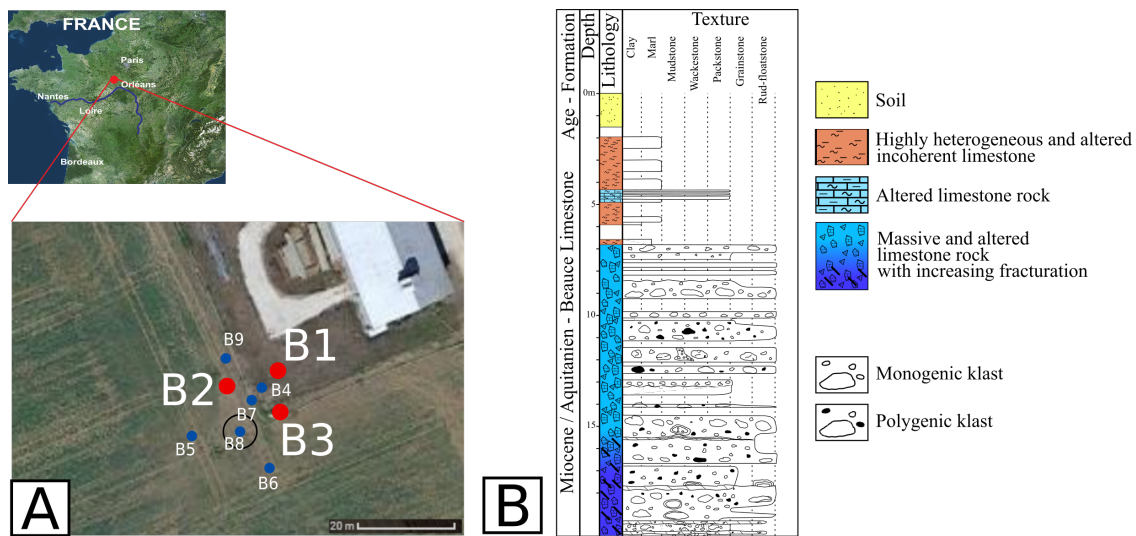 FRANCE
Paris
Orléans
Nantes
Loire
Bordeaux
B9
B1
B2
B4
B7
B3
B5
B8
B6
A
20 m
B
Miocene / Aquitanien - Beauce Limestone
Age - Formation
Depth
Lithology
Texture
Clay
Marl
Mudstone
Wackestone
Packstone
Grainstone
Rud-floatstone
0m
5
10
15
Soil
Highly heterogeneous and altered
incoherent limestone
Altered limestone rock
Massive and altered
limestone rock
with increasing fracturation
Monogenic klast
Polygenic klast